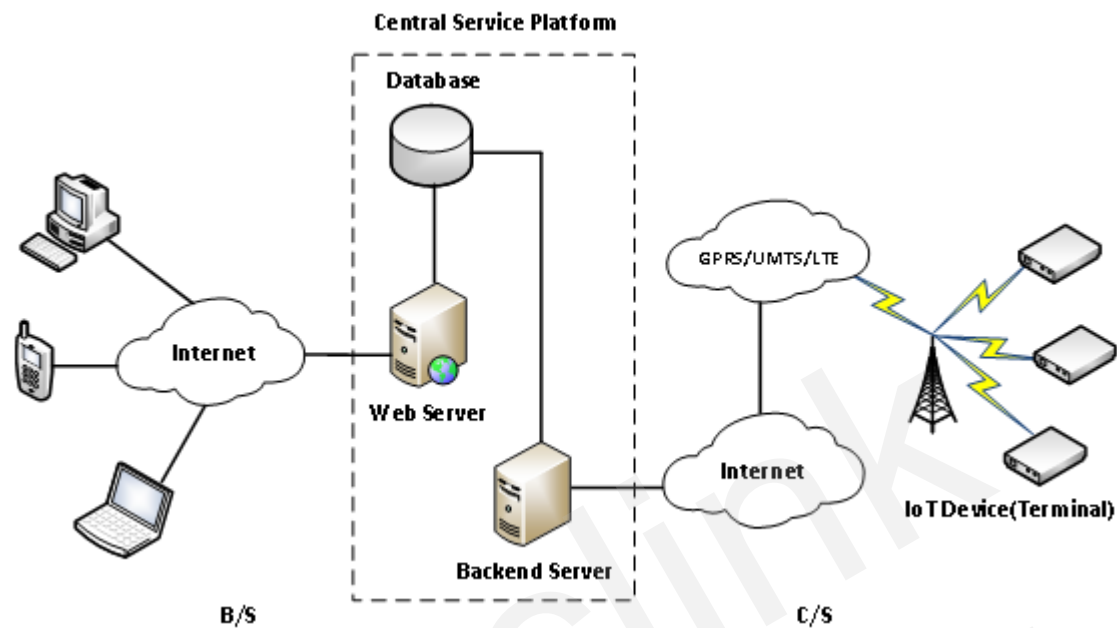 Central Service Platform
Database
Internet
Web Server
Backend Server
GPRS/UMTS/LTE
Internet
IoT Device(Terminal)
B/S
C/S